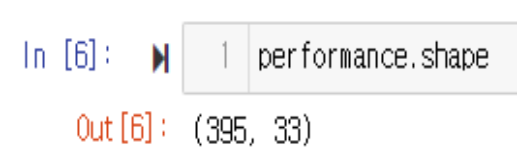 In [6]: 1 performance.shape
Out[6]: (395, 33)